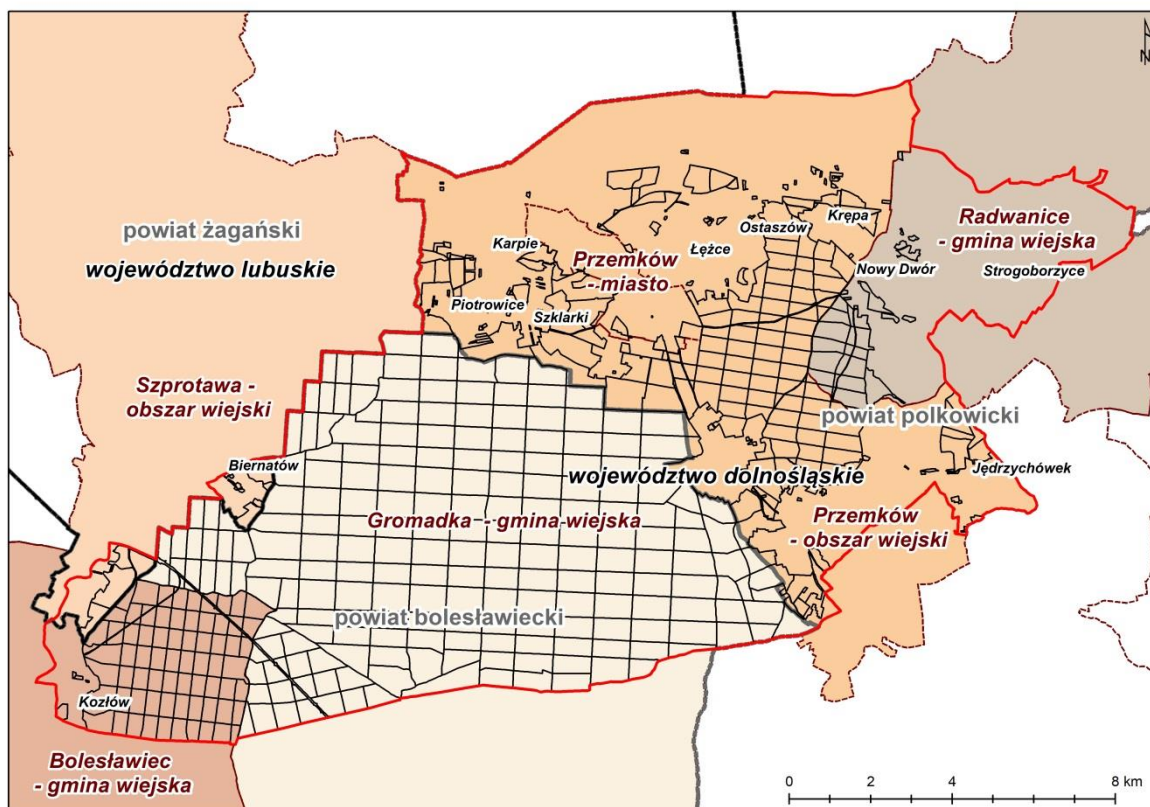 N
powiat żagański
województwo lubuskie
Karpie
Przemków
- miasto
Łężce
Ostaszów
Krępa
Radwanice
- gmina wiejska
Nowy Dwór
Strogoborzyce
Piotrowice
Szklarki
Szprotawa -
obszar wiejski
powiat polkowicki
Biernatów
województwo dolnośląskie
Jędrzychówek
Gromadka - gmina wiejska
Przemków
- obszar wiejski
powiat bolesławiecki
Kozłów
Bolesławiec
- gmina wiejska
0 2 4 8 km